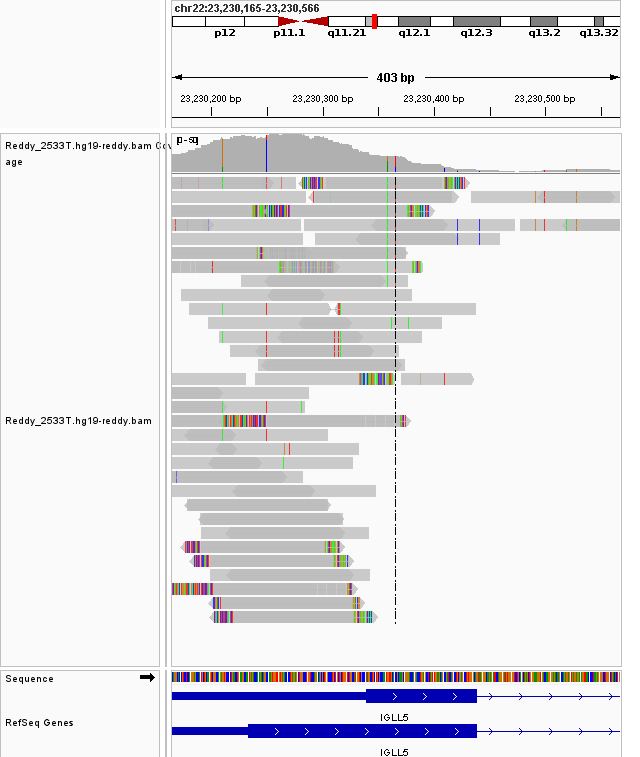 chr22:23,230,165-23,230,566
p12 p11.1 q11.21 q12.1 q12.3 q13.2 q13.32
403 bp
23,230,200 bp 23,230,300 bp 23,230,400 bp 23,230,500 bp
Reddy_2533T.hg19-reddy.bam Cov
age
Reddy_2533T.hg19-reddy.bam
Sequence
IGLL5
RefSeq Genes
IGLL5